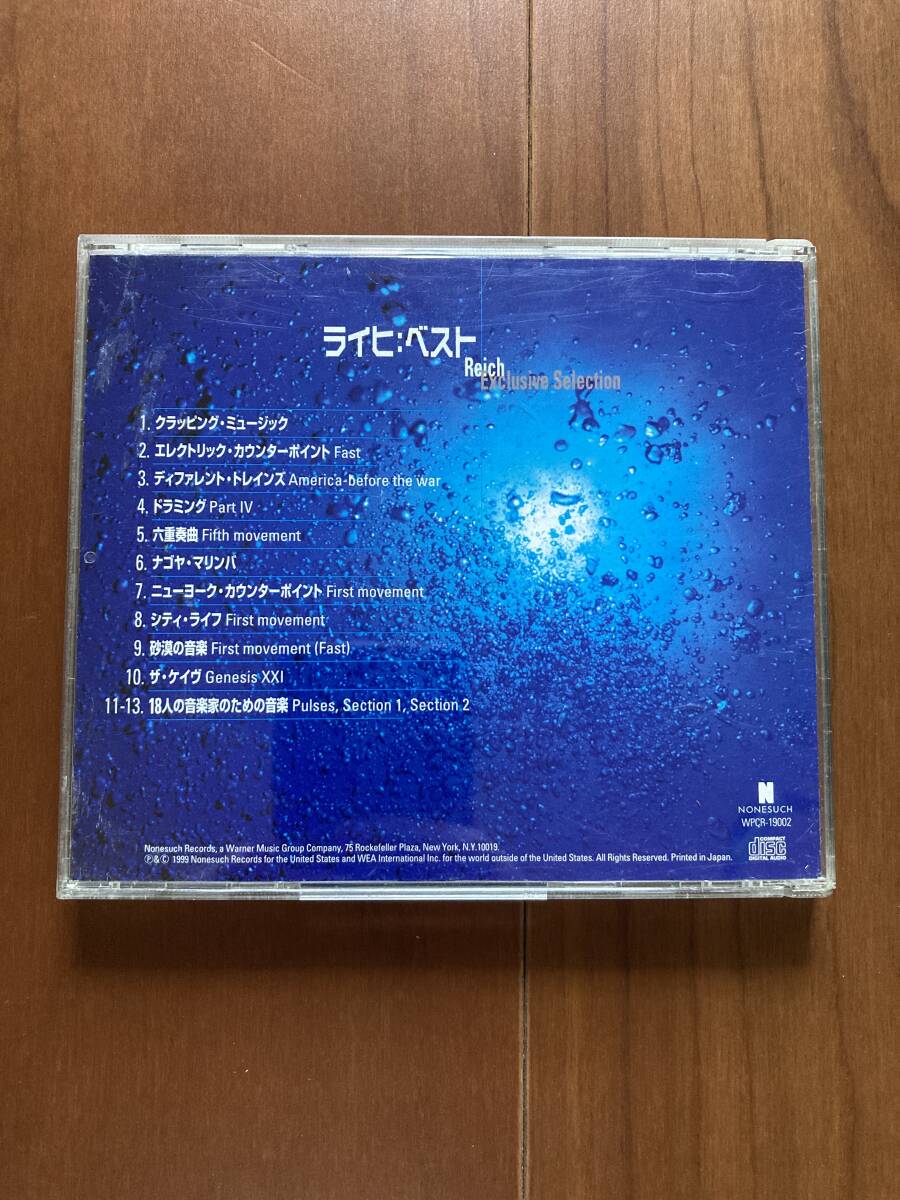 ライヒ:ベスト
Reich
Exclusive Selection
1. クラッピング・ミュージック
2. エレクトリック・カウンターポイント Fast
3. ディファレント・トレインズ America-before the war
4. ドラミング Part IV
5. 六重奏曲 Fifth movement
6. ナゴヤ・マリンバ
7. ニューヨーク・カウンターポイント First movement
8. シティ・ライフ First movement
9. 砂漠の音楽 First movement (Fast)
10. ザ・ケイヴ Genesis XXI
11-13. 18人の音楽家のための音楽 Pulses, Section 1, Section 2
N
NONESUCH
WPCR-19002
COMPACT
disc
DIGITAL AUDIO
Nonesuch Records, a Warner Music Group Company, 75 Rockefeller Plaza, New York, N.Y.10019.
℗&© 1999 Nonesuch Records for the United States and WEA International Inc. for the world outside of the United States. All Rights Reserved. Printed in Japan.